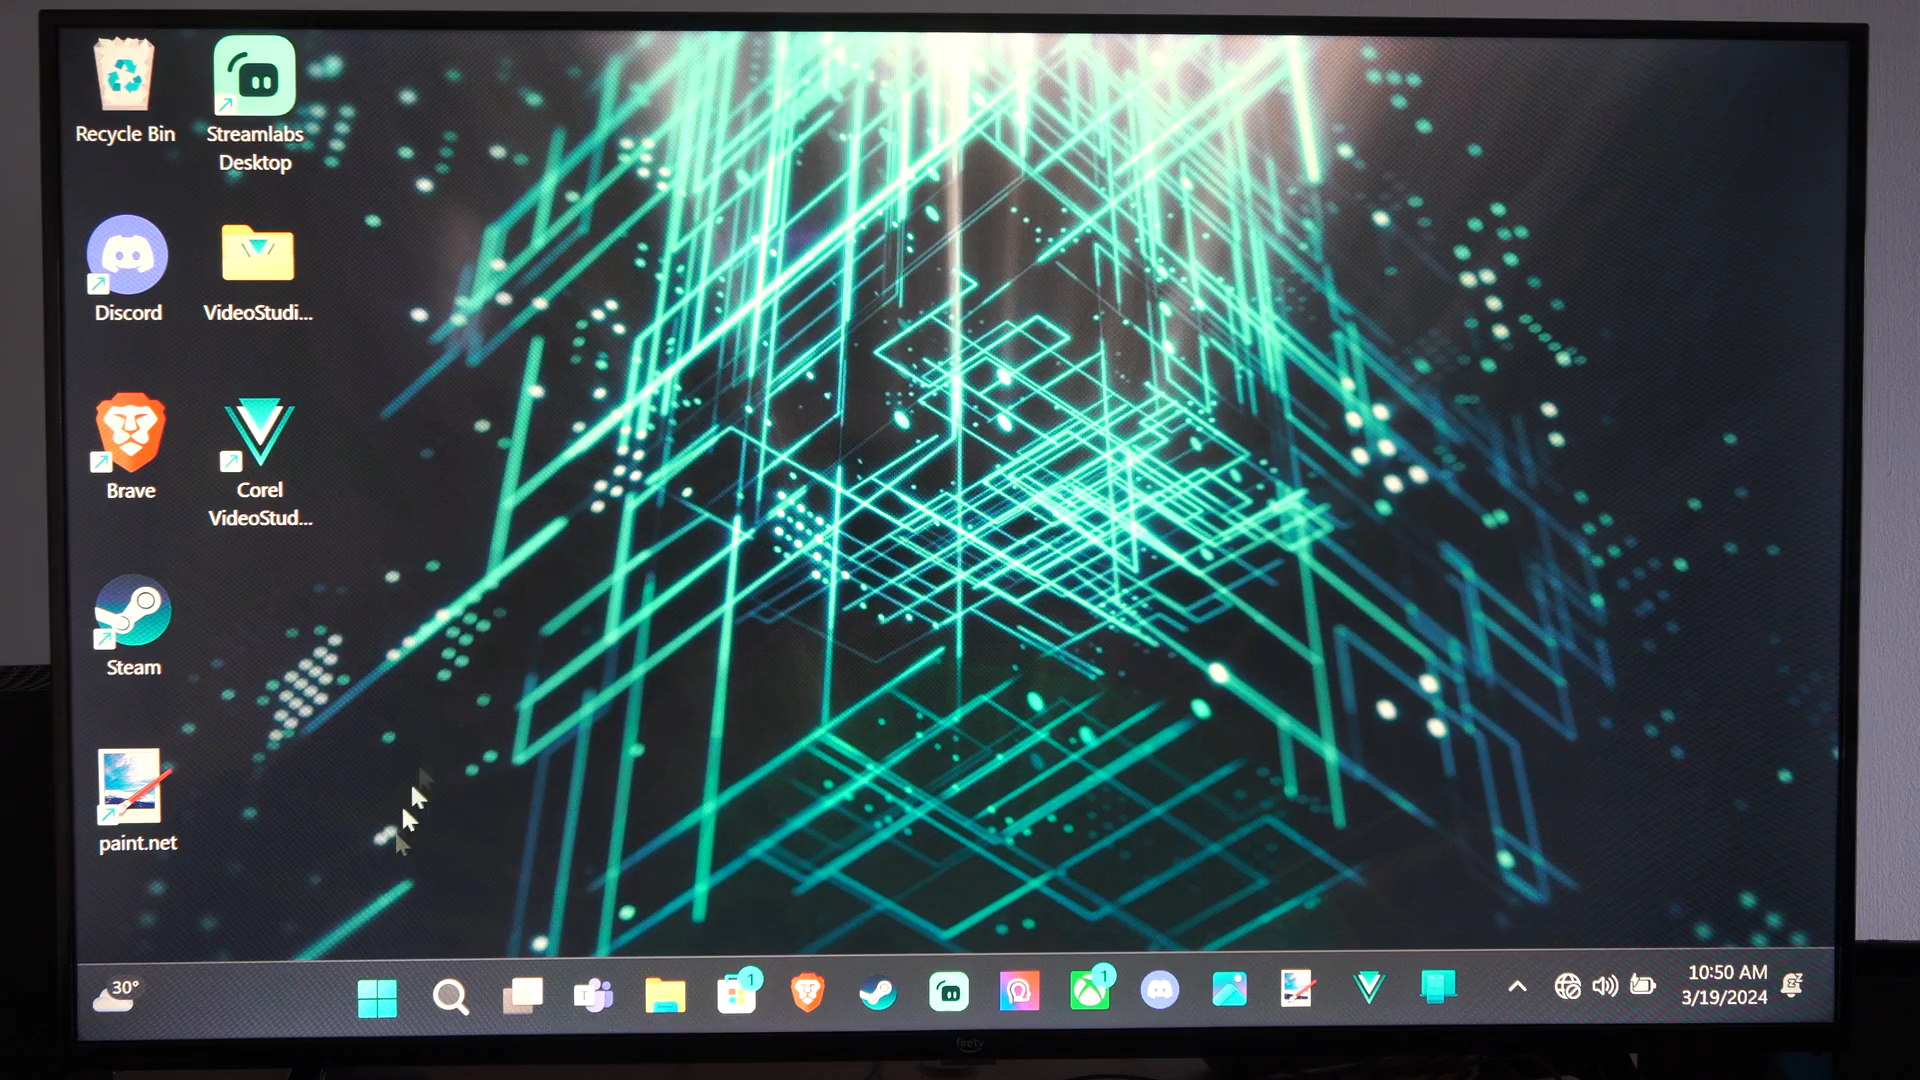 Recycle Bin
Streamlabs
Desktop
Discord
VideoStudi...
Brave
Corel
VideoStud...
Steam
paint.net
30°
1
1
10:50 AM
3/19/2024
firetv